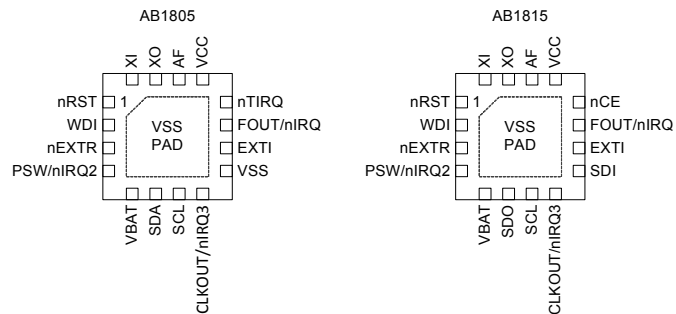 AB1805
XI
XO
AF
VCC
nRST
WDI
nEXTR
PSW/nIRQ2
1
VSS
PAD
nTIRQ
FOUT/nIRQ
EXTI
VSS
VBAT
SDA
SCL
CLKOUT/nIRQ3
AB1815
XI
XO
AF
VCC
nRST
WDI
nEXTR
PSW/nIRQ2
1
VSS
PAD
nCE
FOUT/nIRQ
EXTI
SDI
VBAT
SDO
SCL
CLKOUT/nIRQ3